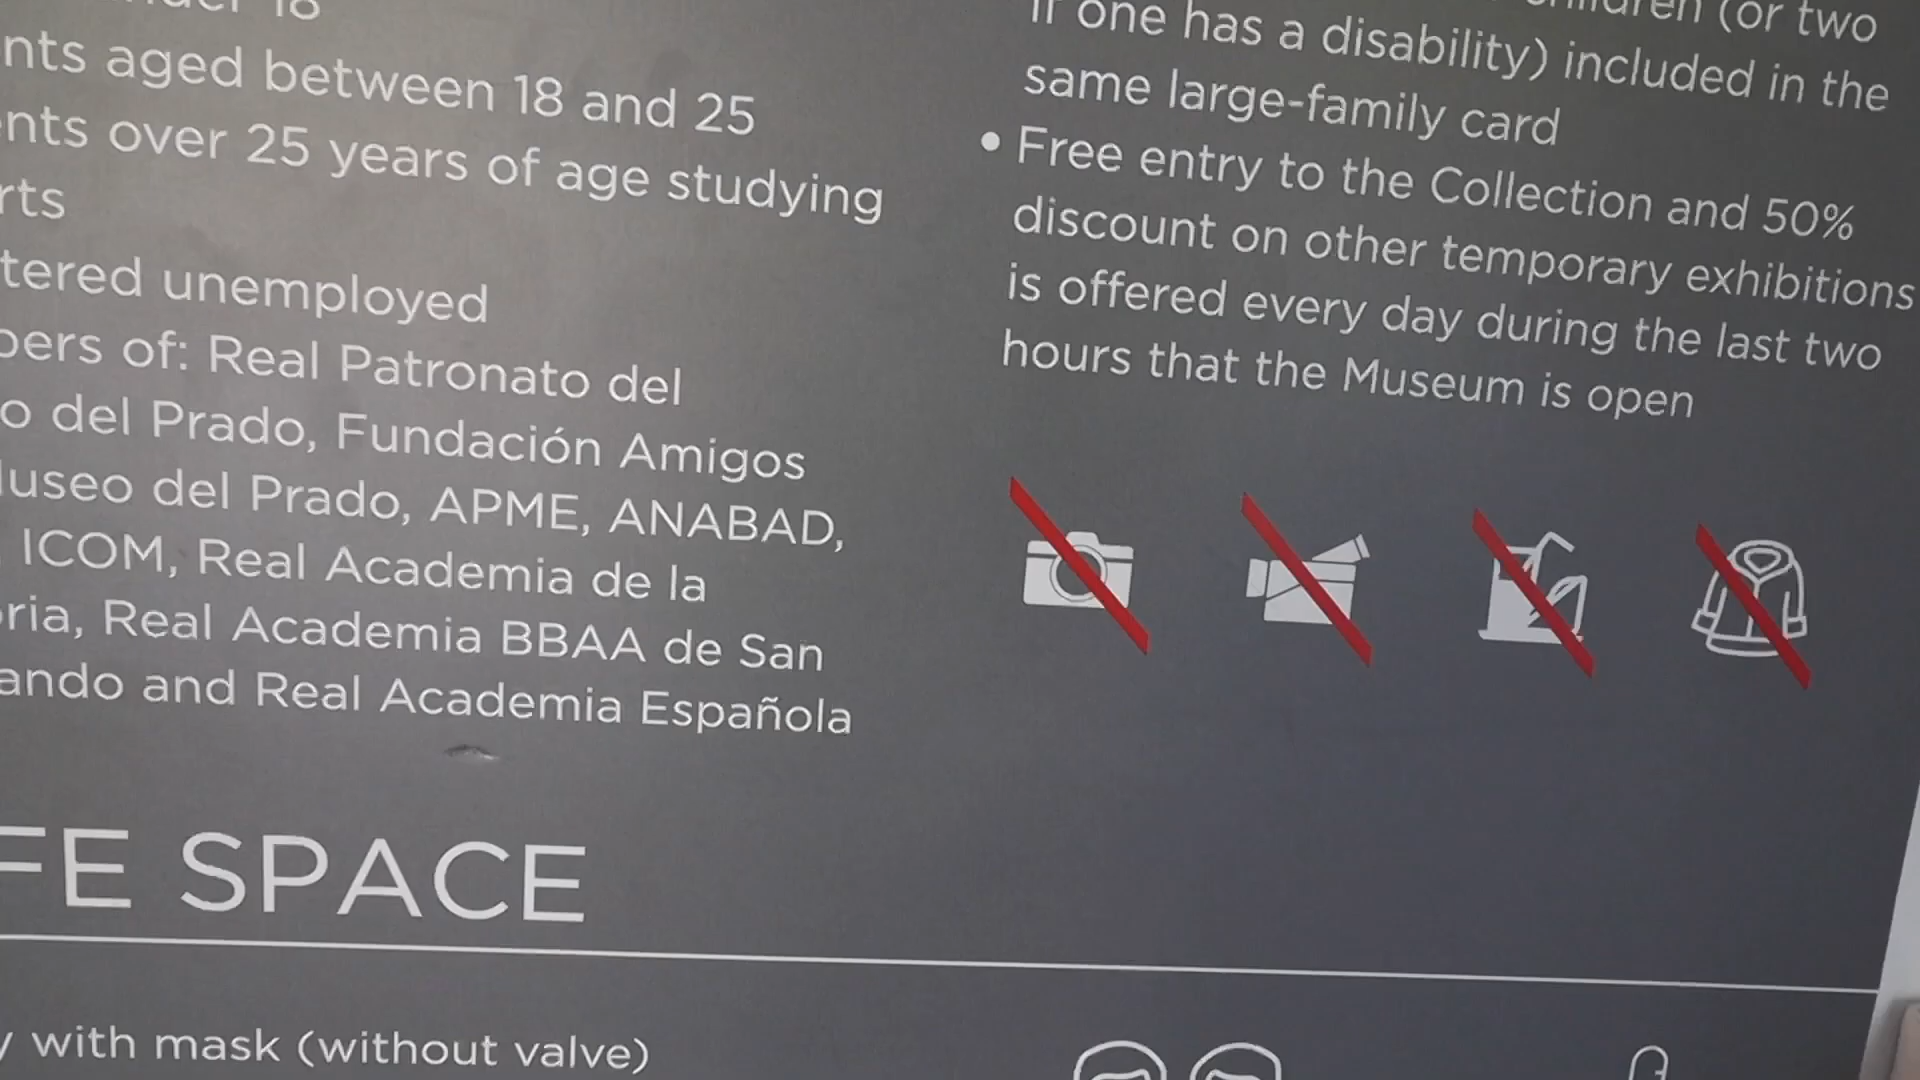 18
nts aged between 18 and 25
nts over 25 years of age studying
rts
tered unemployed
bers of: Real Patronato del
o del Prado, Fundación Amigos
Museo del Prado, APME, ANABAD,
ICOM, Real Academia de la
ria, Real Academia BBAA de San
ando and Real Academia Española
children (or two
if one has a disability) included in the
same large-family card
• Free entry to the Collection and 50%
discount on other temporary exhibitions
is offered every day during the last two
hours that the Museum is open
FE SPACE
y with mask (without valve)